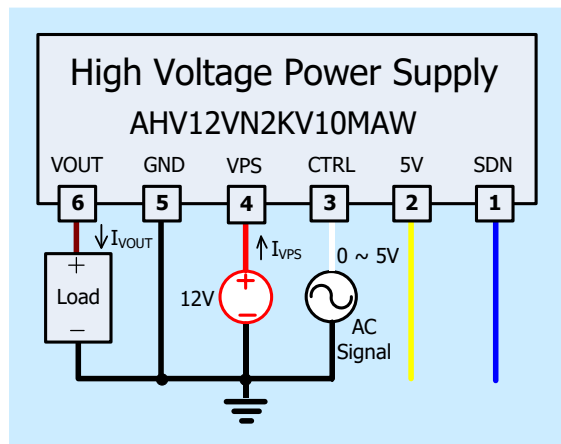 High Voltage Power Supply
AHV12VN2KV10MAW
VOUT GND VPS CTRL 5V SDN
6 5 4 3 2 1
↓IVOUT ↑IVPS 0 ~ 5V
+ +
Load 12V
− −
AC
Signal